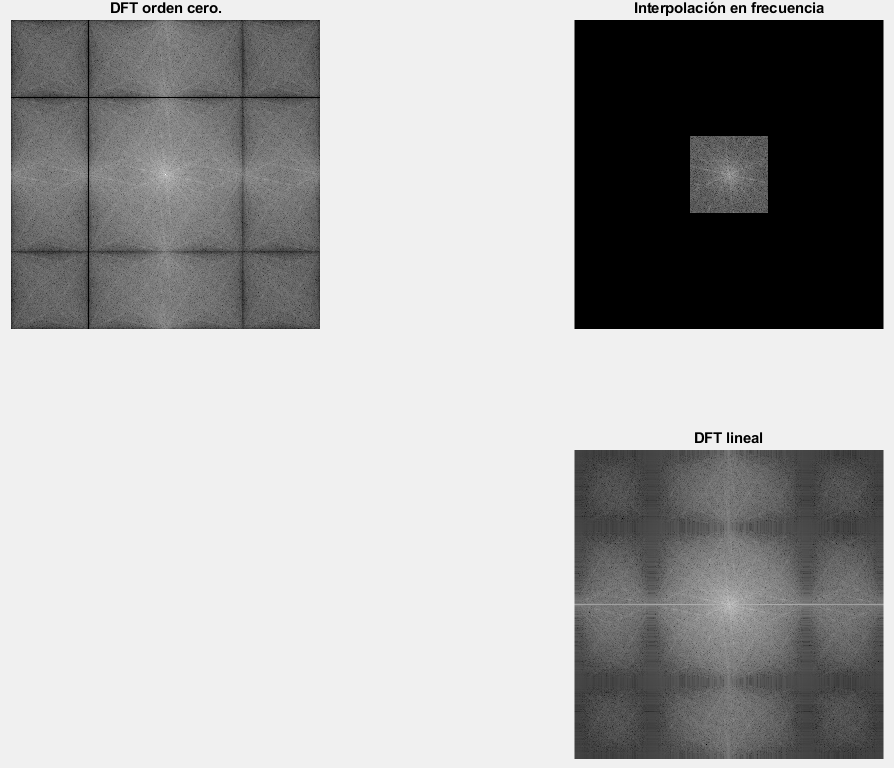 DFT orden cero.
Interpolación en frecuencia
DFT lineal